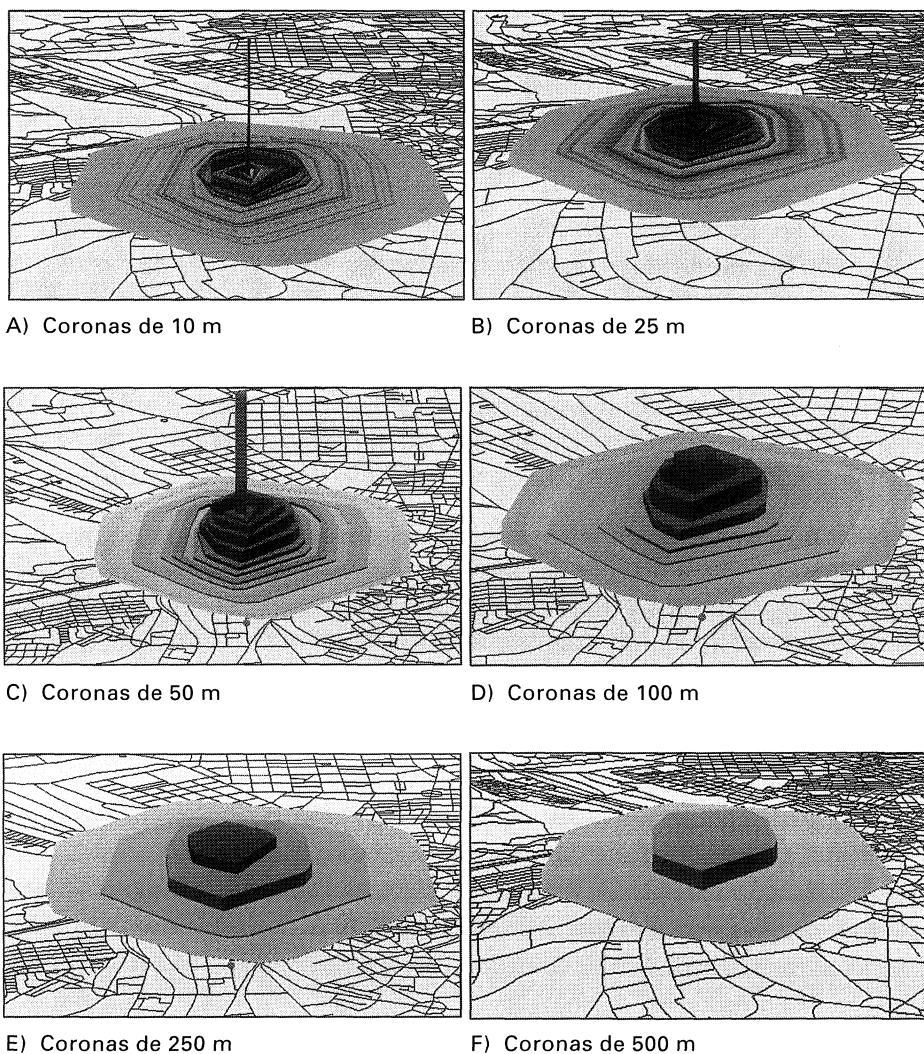 A) Coronas de 10 m
B) Coronas de 25 m
C) Coronas de 50 m
D) Coronas de 100 m
E) Coronas de 250 m
F) Coronas de 500 m